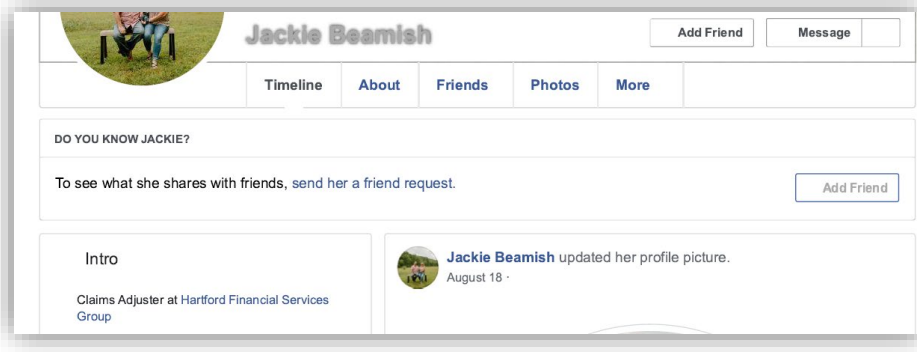 Jackie Beamish
Add Friend
Message
Timeline
About
Friends
Photos
More
DO YOU KNOW JACKIE?
To see what she shares with friends, send her a friend request.
Add Friend
Intro
Claims Adjuster at Hartford Financial Services
Group
Jackie Beamish updated her profile picture.
August 18 ·